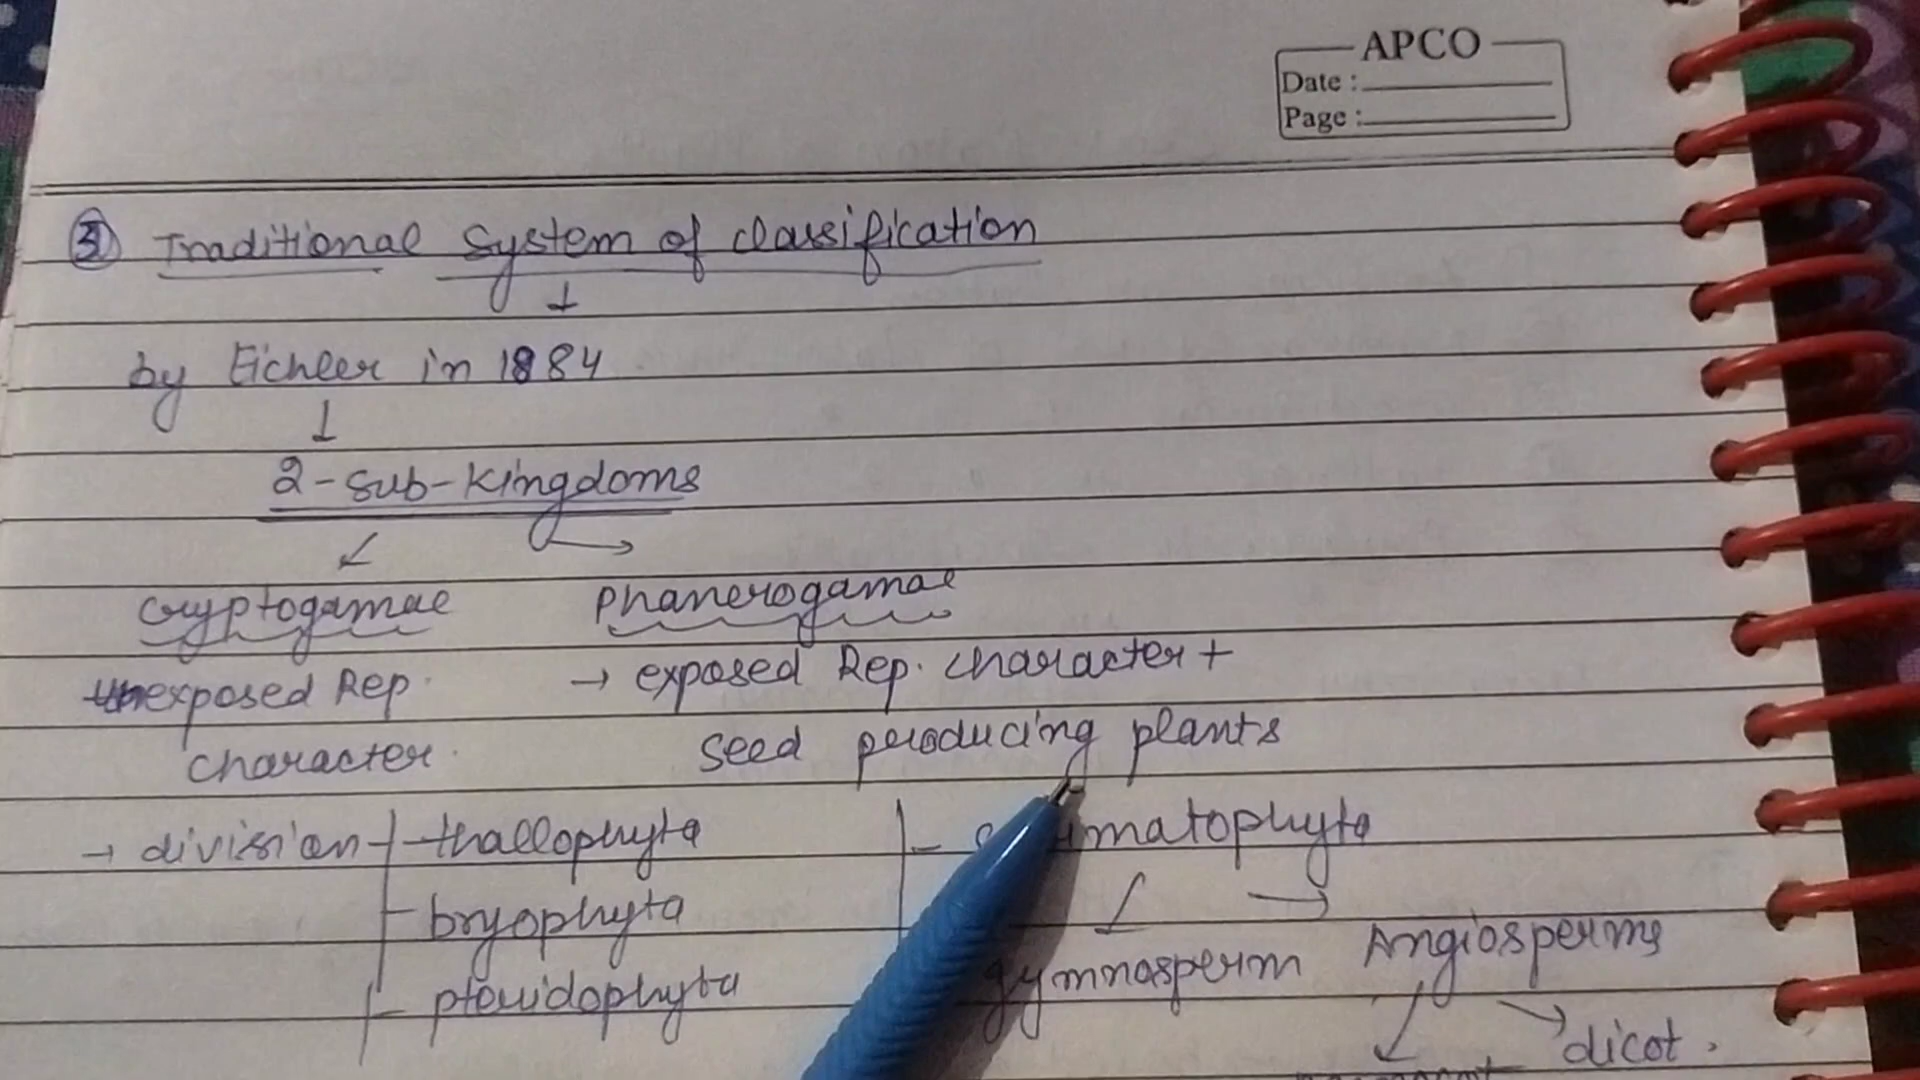 APCO
Date :
Page :
③ Traditional System of classification
by Eichler in 1884
2-sub-kingdoms
Cryptogamae Phanerogamae
unexposed Rep. → exposed Rep. character +
character. seed producing plants
→ division - thallophyta
- bryophyta
gymnosperm Angiosperms
- pteridophyta
dicot.